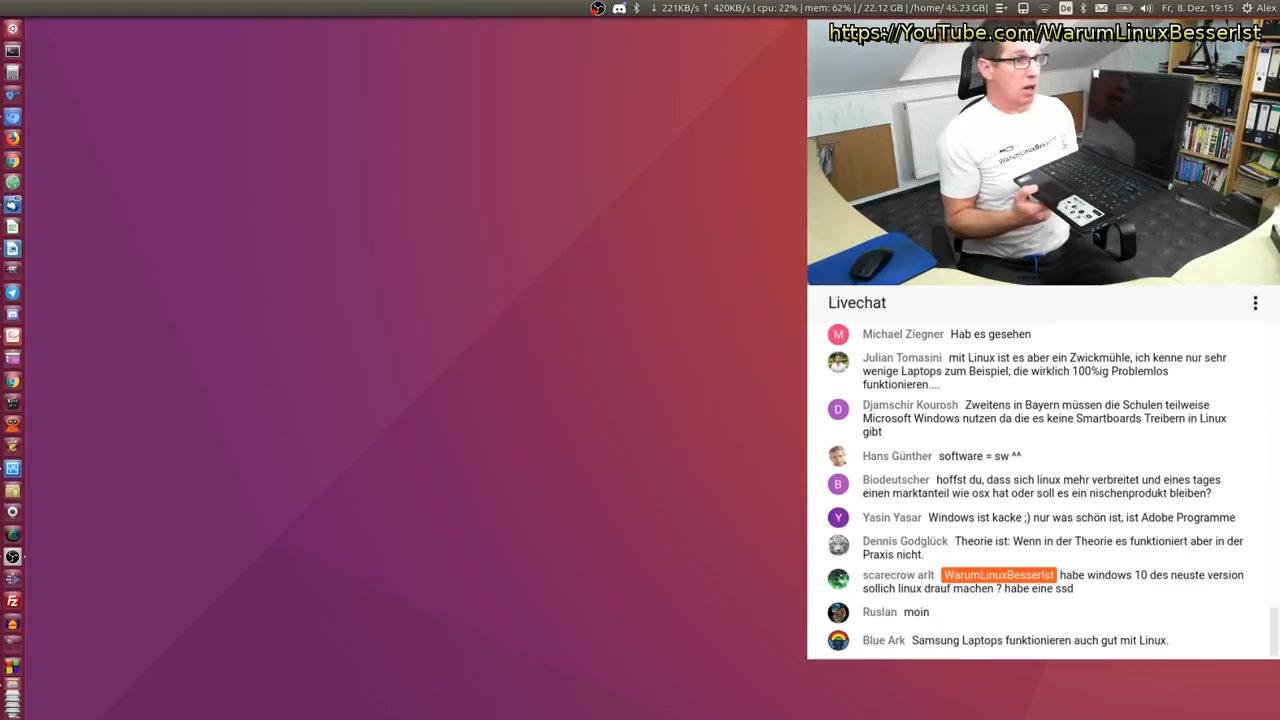 ↓ 221KB/s ↑ 420KB/s | cpu: 22% | mem: 62% | / 22.12 GB | /home/ 45.23 GB De Fr, 8. Dez. 19:15 Alex
https://YouTube.com/WarumLinuxBesserIst
WarumLinuxBesserIst
Livechat
M Michael Ziegner Hab es gesehen
Julian Tomasini mit Linux ist es aber ein Zwickmühle, ich kenne nur sehr
wenige Laptops zum Beispiel, die wirklich 100%ig Problemlos
funktionieren....
D Djamschir Kourosh Zweitens in Bayern müssen die Schulen teilweise
Microsoft Windows nutzen da die es keine Smartboards Treibern in Linux
gibt
Hans Günther software = sw ^^
B Biodeutscher hoffst du, dass sich linux mehr verbreitet und eines tages
einen marktanteil wie osx hat oder soll es ein nischenprodukt bleiben?
Y Yasin Yasar Windows ist kacke ;) nur was schön ist, ist Adobe Programme
Dennis Godglück Theorie ist: Wenn in der Theorie es funktioniert aber in der
Praxis nicht.
scarecrow arlt WarumLinuxBesserIst habe windows 10 des neuste version
sollich linux drauf machen ? habe eine ssd
Ruslan moin
Blue Ark Samsung Laptops funktionieren auch gut mit Linux.